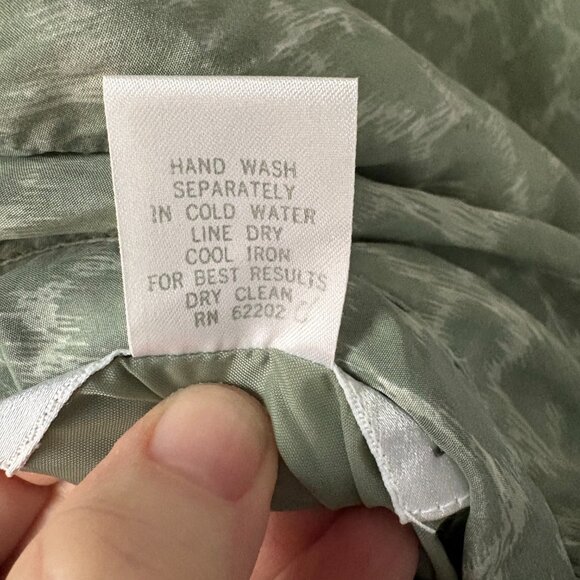 HAND WASH
SEPARATELY
IN COLD WATER
LINE DRY
COOL IRON
FOR BEST RESULTS
DRY CLEAN
RN 62202